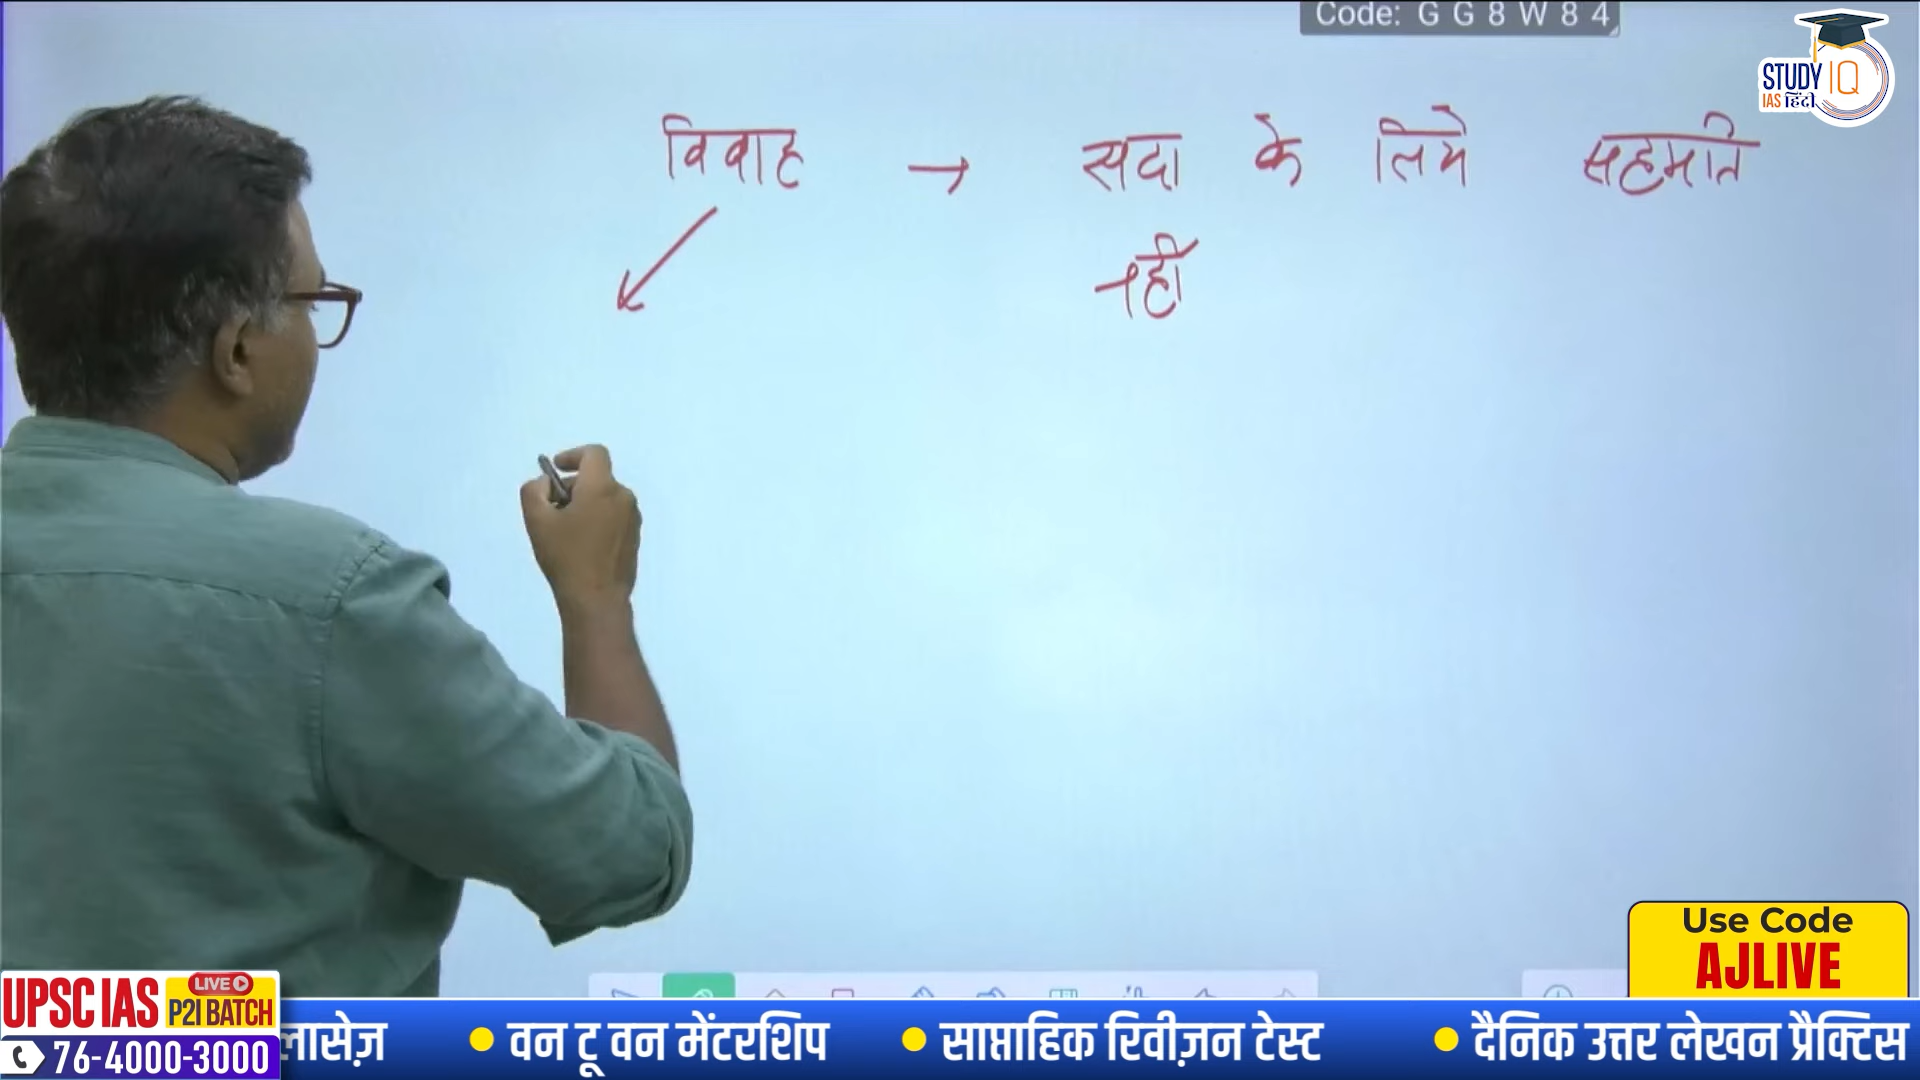 Code: G G 8 W 8 4
STUDY IQ
IAS हिंदी
विवाह → सदा के लिये सहमति
नहीं
Use Code
AJLIVE
UPSC IAS LIVE P2I BATCH
76-4000-3000
लासेज़ • वन टू वन मेंटरशिप • साप्ताहिक रिवीज़न टेस्ट • दैनिक उत्तर लेखन प्रैक्टिस